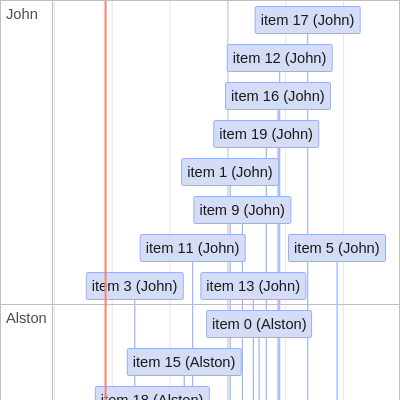 John
item 17 (John)
item 12 (John)
item 16 (John)
item 19 (John)
item 1 (John)
item 9 (John)
item 11 (John)
item 5 (John)
item 3 (John)
item 13 (John)
Alston
item 0 (Alston)
item 15 (Alston)
item 18 (Alston)